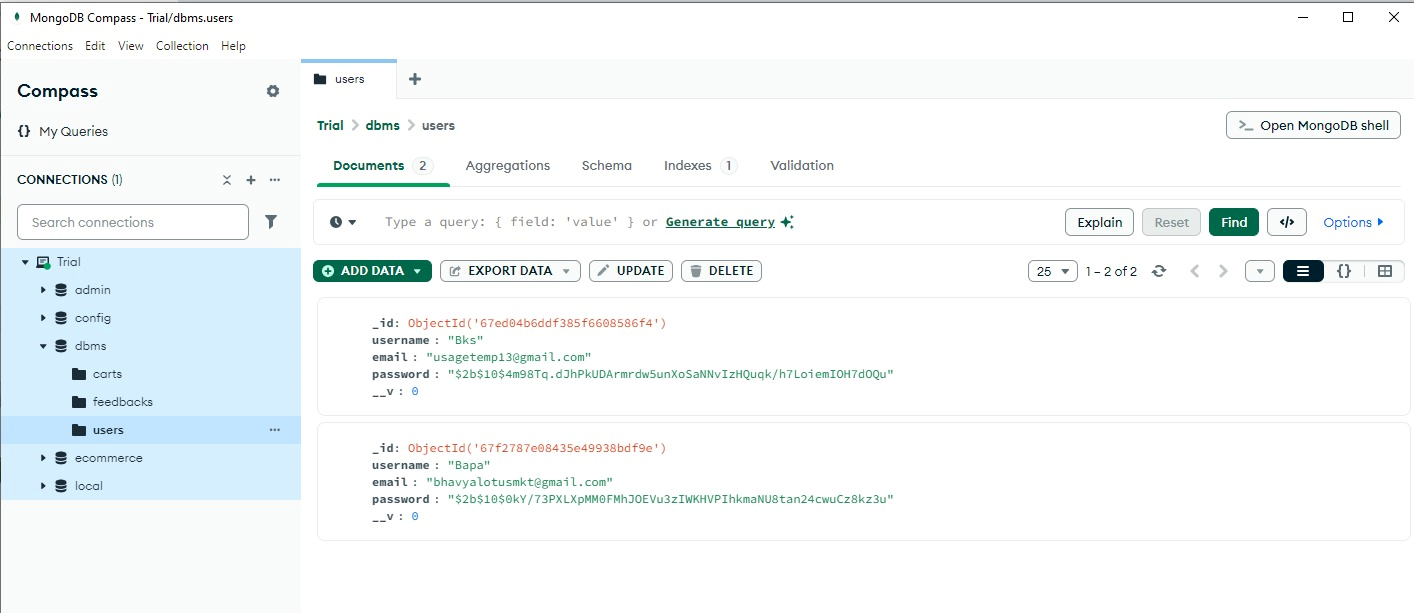 MongoDB Compass - Trial/dbms.users
Connections Edit View Collection Help
Compass
{} My Queries
CONNECTIONS (1)
Search connections
Trial
admin
config
dbms
carts
feedbacks
users
ecommerce
local
users
Trial > dbms > users
>_ Open MongoDB shell
Documents 2 Aggregations Schema Indexes 1 Validation
Type a query: { field: 'value' } or Generate query
Explain Reset Find </> Options
ADD DATA EXPORT DATA UPDATE DELETE
25 1 – 2 of 2 {}
_id: ObjectId('67ed04b6ddf385f6608586f4')
username : "Bks"
email : "usagetemp13@gmail.com"
password : "$2b$10$4m98Tq.dJhPkUDArmrdw5unXoSaNNvIzHQuqk/h7LoiemIOH7dOQu"
__v : 0
_id: ObjectId('67f2787e08435e49938bdf9e')
username : "Bapa"
email : "bhavyalotusmkt@gmail.com"
password : "$2b$10$0kY/73PXLXpMM0FMhJOEVu3zIWKHVPIhkmaNU8tan24cwuCz8kz3u"
__v : 0